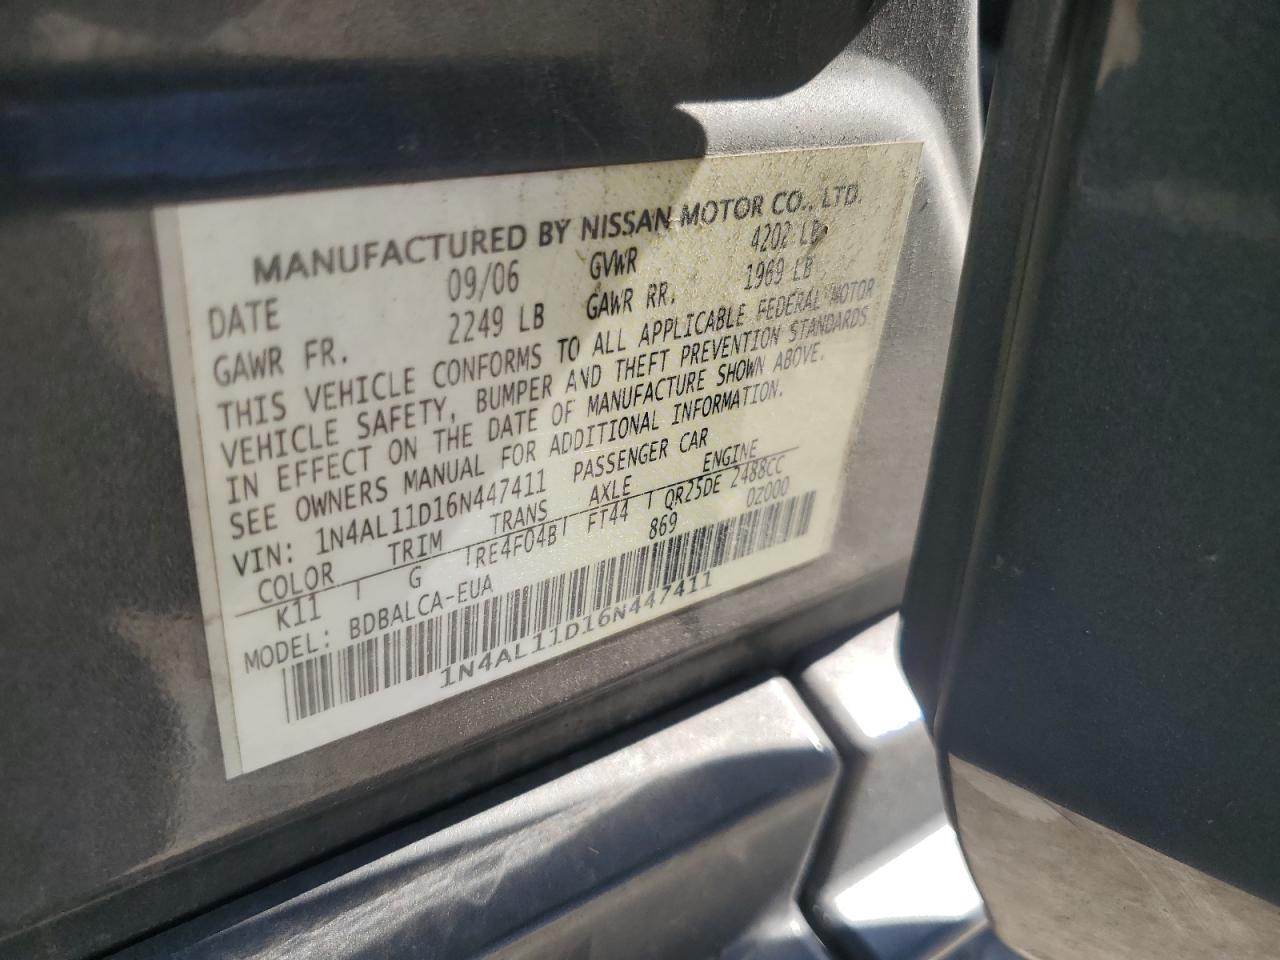 MANUFACTURED BY NISSAN MOTOR CO., LTD.
DATE 09/06 GVWR 4202 LB
GAWR FR. 2249 LB GAWR RR. 1969 LB
THIS VEHICLE CONFORMS TO ALL APPLICABLE FEDERAL MOTOR
VEHICLE SAFETY, BUMPER AND THEFT PREVENTION STANDARDS
IN EFFECT ON THE DATE OF MANUFACTURE SHOWN ABOVE.
SEE OWNERS MANUAL FOR ADDITIONAL INFORMATION.
VIN: 1N4AL11D16N447411 PASSENGER CAR
COLOR TRIM TRANS AXLE ENGINE
K11 G RE4F04B FT44 QR25DE 2488CC
MODEL: BDBALCA-EUA 869 0Z000
1N4AL11D16N447411